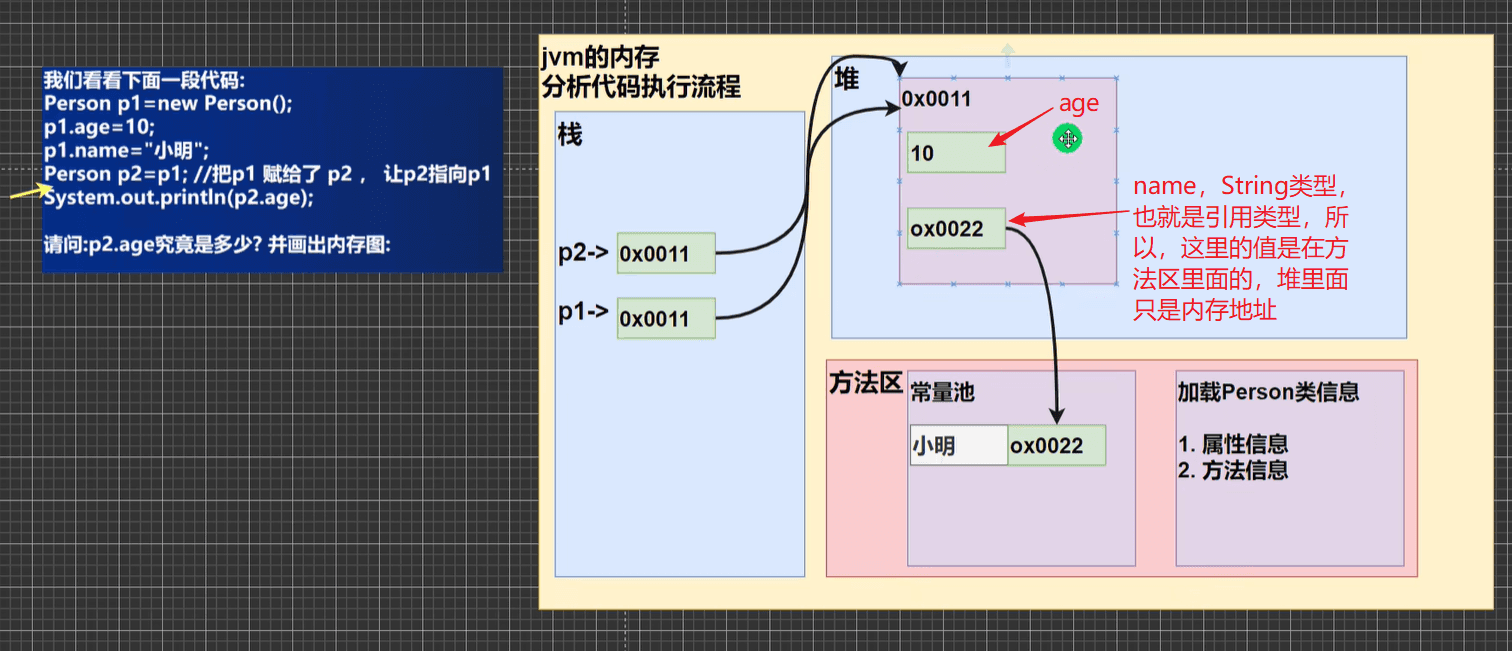 我们看看下面一段代码:
Person p1=new Person();
p1.age=10;
p1.name="小明";
Person p2=p1; //把p1 赋给了 p2 ， 让p2指向p1
System.out.println(p2.age);
请问:p2.age究竟是多少? 并画出内存图:
jvm的内存
分析代码执行流程
栈
p2->
0x0011
p1->
0x0011
堆
0x0011
age
10
ox0022
name，String类型，
也就是引用类型，所
以，这里的值是在方
法区里面的，堆里面
只是内存地址
方法区
常量池
小明
ox0022
加载Person类信息
1. 属性信息
2. 方法信息